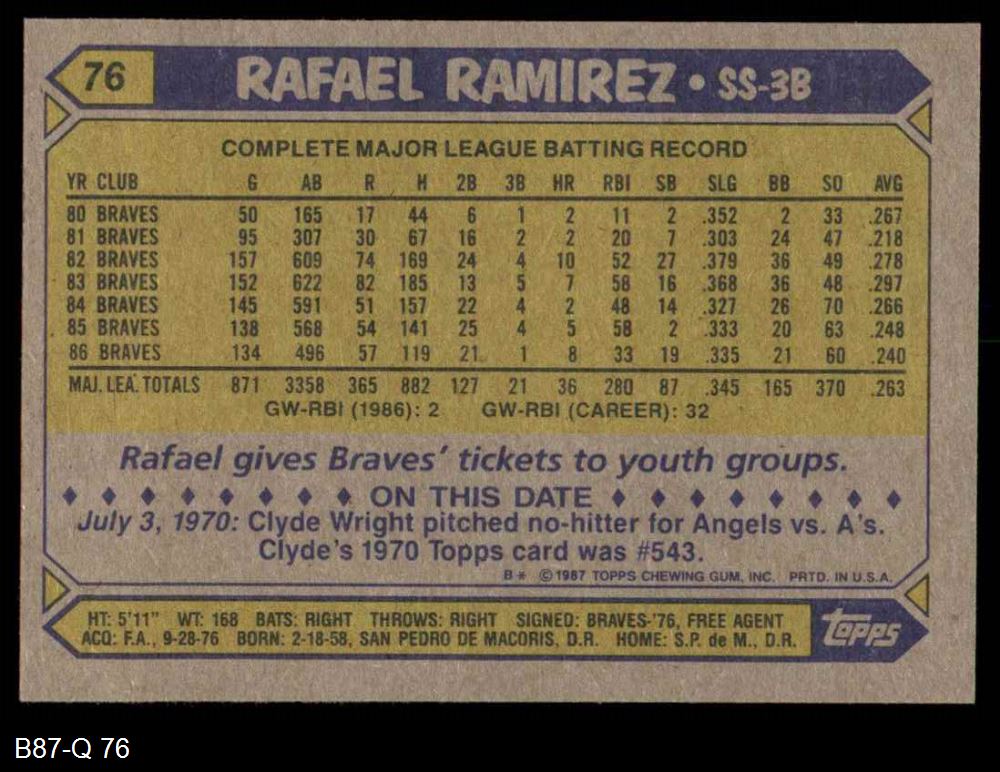 76 RAFAEL RAMIREZ • SS-3B
COMPLETE MAJOR LEAGUE BATTING RECORD
YR CLUB G AB R H 2B 3B HR RBI SB SLG BB SO AVG
80 BRAVES 50 165 17 44 6 1 2 11 2 .352 2 33 .267
81 BRAVES 95 307 30 67 16 2 2 20 7 .303 24 47 .218
82 BRAVES 157 609 74 169 24 4 10 52 27 .379 36 49 .278
83 BRAVES 152 622 82 185 13 5 7 58 16 .368 36 48 .297
84 BRAVES 145 591 51 157 22 4 2 48 14 .327 26 70 .266
85 BRAVES 138 568 54 141 25 4 5 58 2 .333 20 63 .248
86 BRAVES 134 496 57 119 21 1 8 33 19 .335 21 60 .240
MAJ. LEA. TOTALS 871 3358 365 882 127 21 36 280 87 .345 165 370 .263
GW-RBI (1986): 2 GW-RBI (CAREER): 32
Rafael gives Braves' tickets to youth groups.
♦ ♦ ♦ ♦ ♦ ♦ ♦ ♦ ON THIS DATE ♦ ♦ ♦ ♦ ♦ ♦ ♦ ♦
July 3, 1970: Clyde Wright pitched no-hitter for Angels vs. A's.
Clyde's 1970 Topps card was #543.
B* ©1987 TOPPS CHEWING GUM, INC. PRTD. IN U.S.A.
HT: 5'11" WT: 168 BATS: RIGHT THROWS: RIGHT SIGNED: BRAVES-'76, FREE AGENT
ACQ: F.A., 9-28-76 BORN: 2-18-58, SAN PEDRO DE MACORIS, D.R. HOME: S.P. de M., D.R.
topps
B87-Q 76